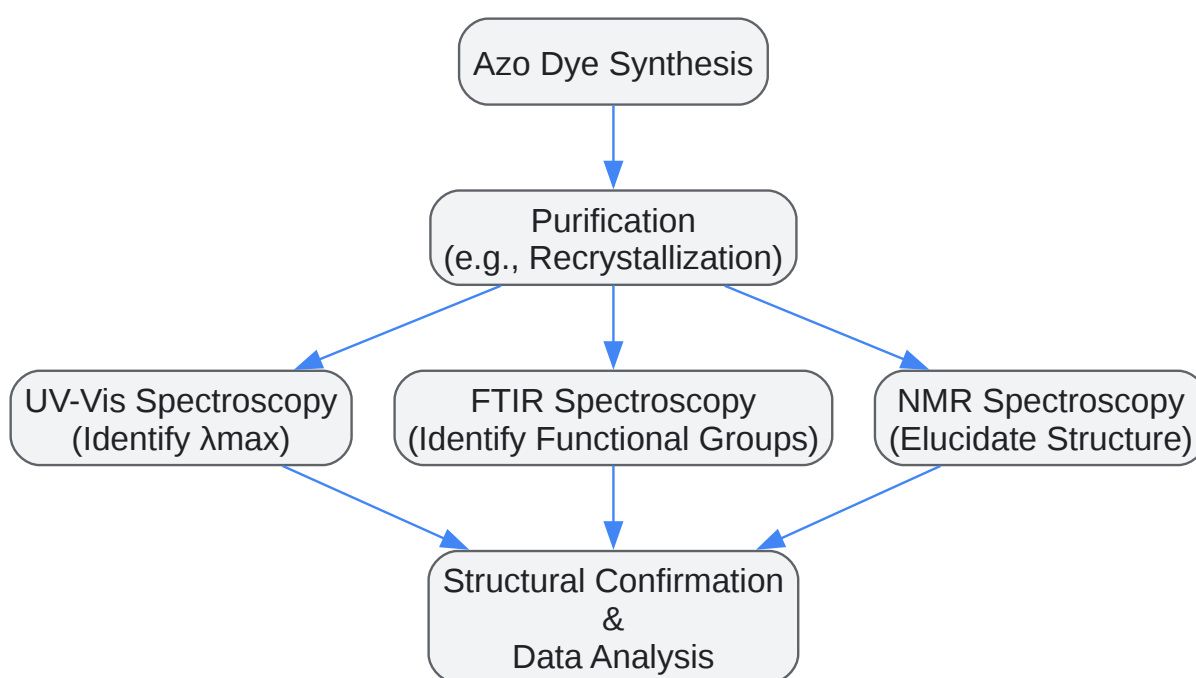 Azo Dye Synthesis
Purification
(e.g., Recrystallization)
UV-Vis Spectroscopy
(Identify λmax)
FTIR Spectroscopy
(Identify Functional Groups)
NMR Spectroscopy
(Elucidate Structure)
Structural Confirmation
&
Data Analysis